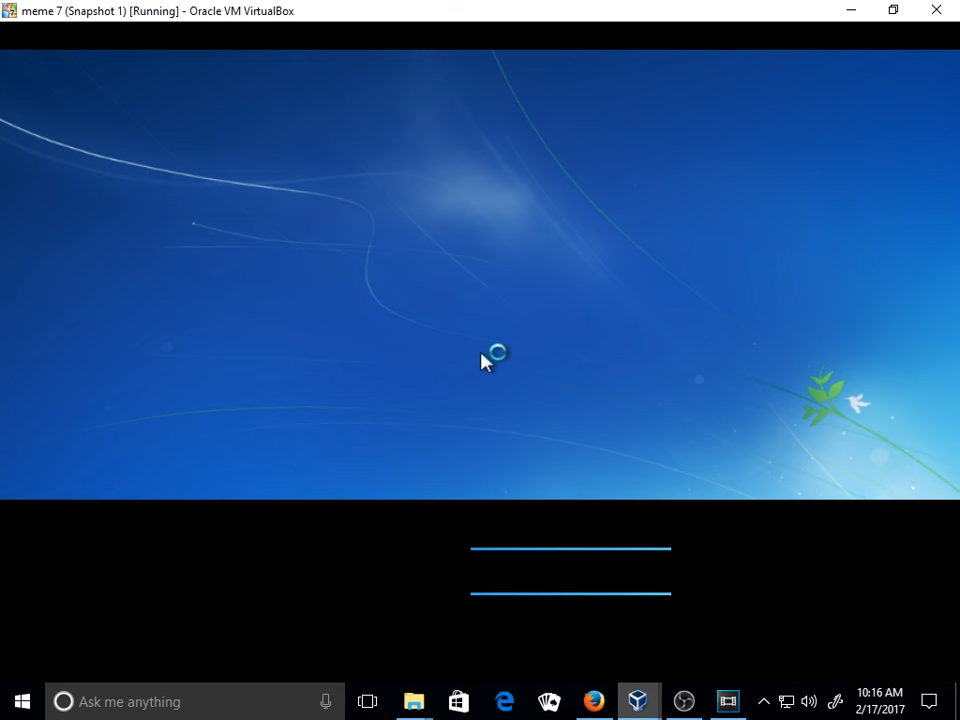 meme 7 (Snapshot 1) [Running] - Oracle VM VirtualBox
Ask me anything
10:16 AM
2/17/2017